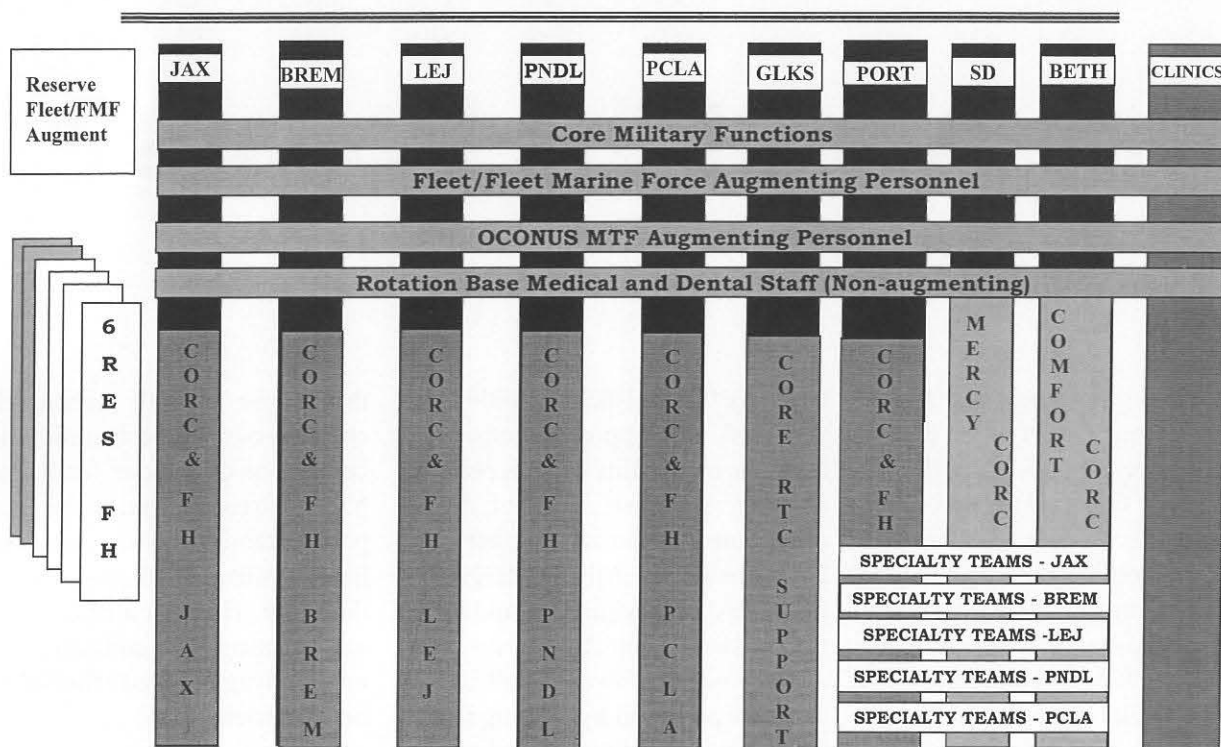 Reserve
Fleet/FMF
Augment
JAX
BREM
LEJ
PNDL
PCLA
GLKS
PORT
SD
BETH
CLINICS
Core Military Functions
Fleet/Fleet Marine Force Augmenting Personnel
OCONUS MTF Augmenting Personnel
Rotation Base Medical and Dental Staff (Non-augmenting)
6 RES FH
CORC & FH JAX
CORC & FH BREM
CORC & FH LEJ
CORC & FH PNDL
CORC & FH PCLA
CORE RTC SUPPORT
CORC & FH
MERCY
CORC
COMFORT
CORC
SPECIALTY TEAMS - JAX
SPECIALTY TEAMS - BREM
SPECIALTY TEAMS -LEJ
SPECIALTY TEAMS - PNDL
SPECIALTY TEAMS - PCLA